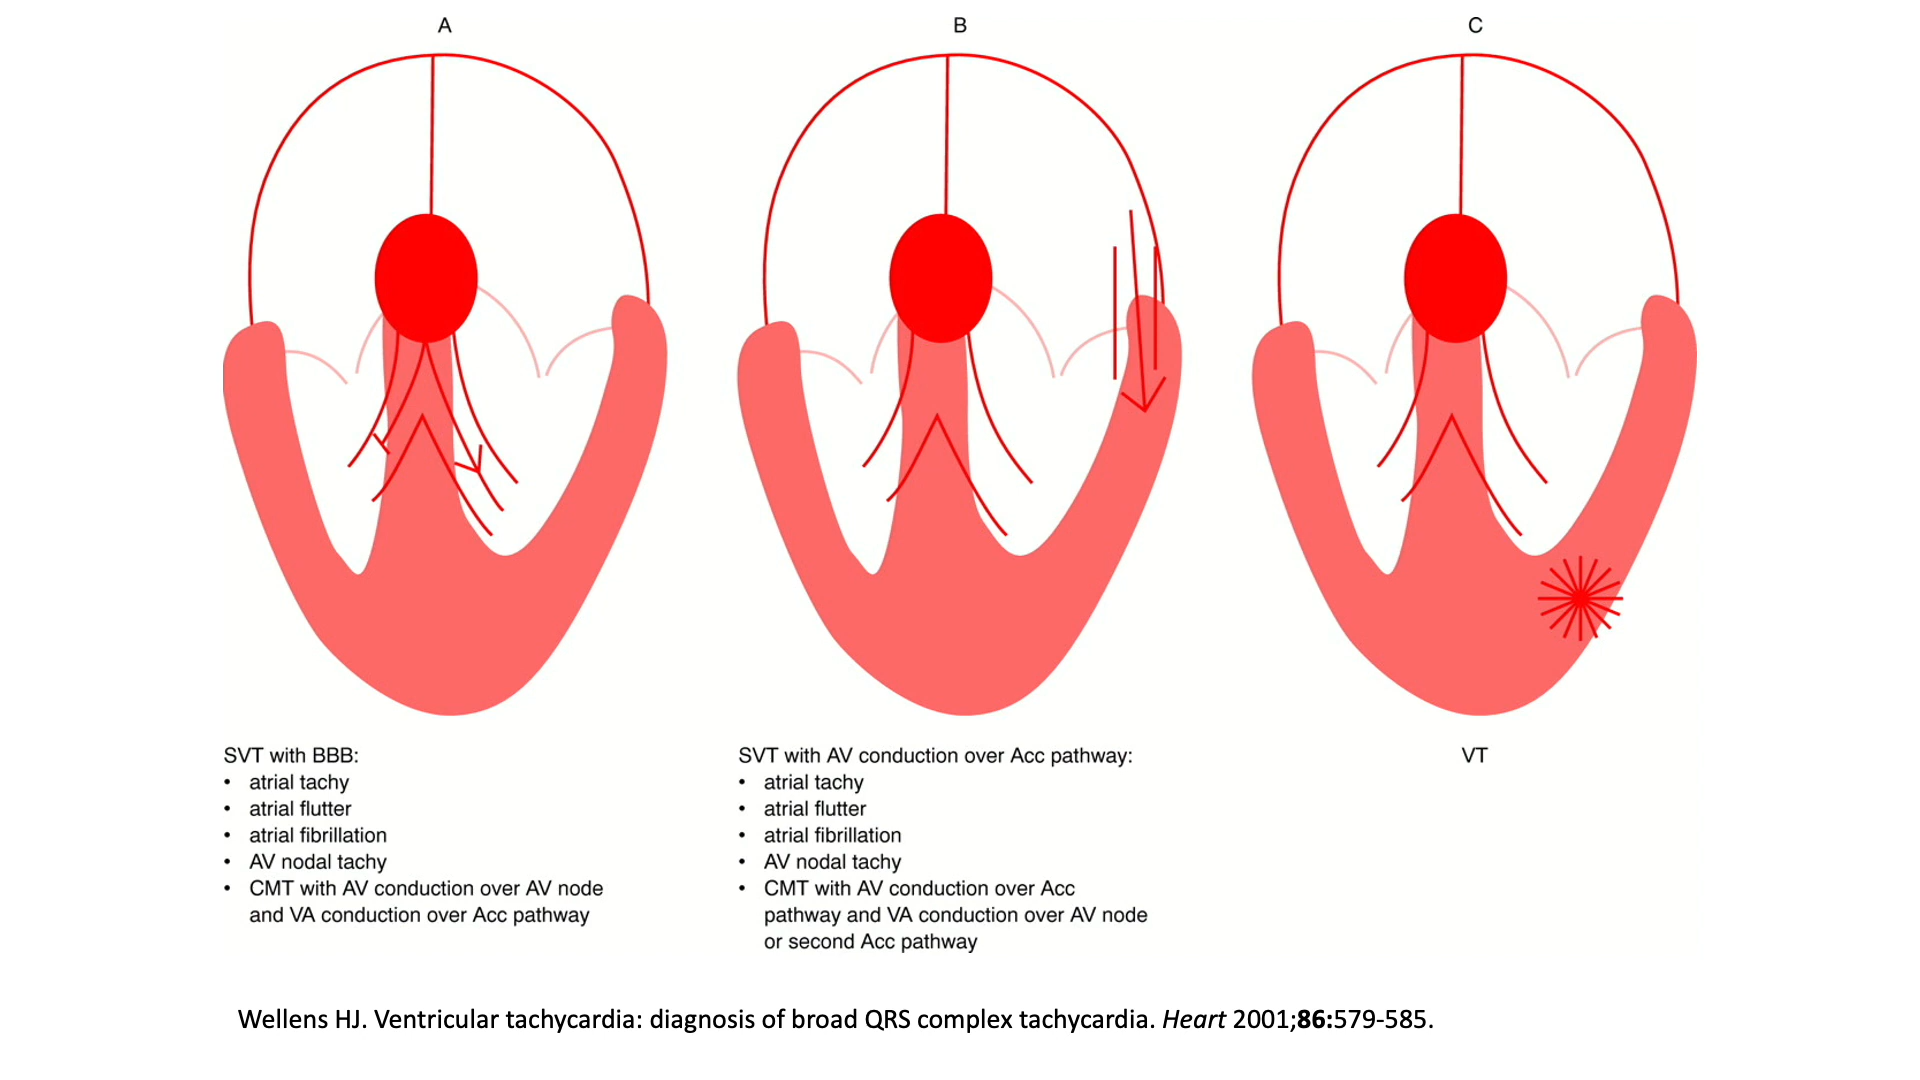 A
B
C
SVT with BBB:
• atrial tachy
• atrial flutter
• atrial fibrillation
• AV nodal tachy
• CMT with AV conduction over AV node
and VA conduction over Acc pathway
SVT with AV conduction over Acc pathway:
• atrial tachy
• atrial flutter
• atrial fibrillation
• AV nodal tachy
• CMT with AV conduction over Acc
pathway and VA conduction over AV node
or second Acc pathway
VT
Wellens HJ. Ventricular tachycardia: diagnosis of broad QRS complex tachycardia. Heart 2001;86:579-585.